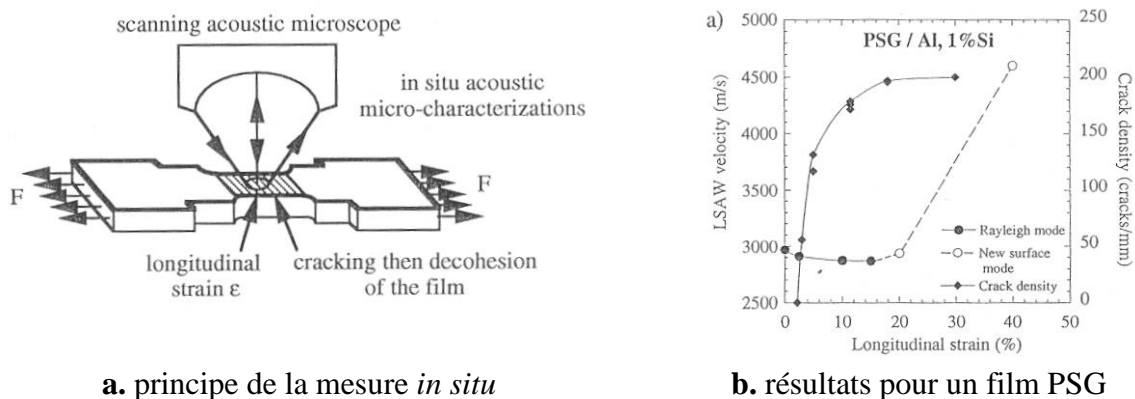 scanning acoustic microscope
in situ acoustic
micro-characterizations
F
F
longitudinal
strain ε
cracking then decohesion
of the film
a. principe de la mesure in situ
a)
PSG / Al, 1%Si
LSAW velocity (m/s)
5000
4500
4000
3500
3000
2500
Crack density (cracks/mm)
250
200
150
100
50
0
Rayleigh mode
New surface
mode
Crack density
0
10
20
30
40
50
Longitudinal strain (%)
b. résultats pour un film PSG